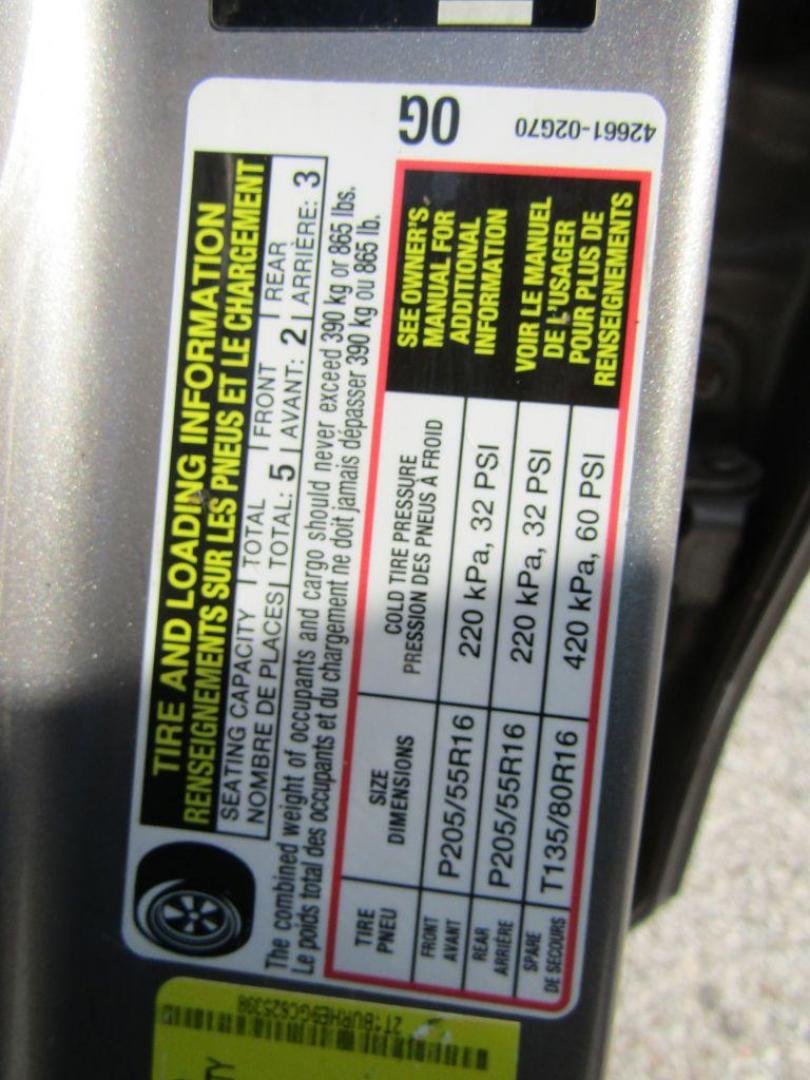 0G
42661-02G70
TIRE AND LOADING INFORMATION
RENSEIGNEMENTS SUR LES PNEUS ET LE CHARGEMENT
SEATING CAPACITY | TOTAL | FRONT | REAR
NOMBRE DE PLACES | TOTAL: 5 | AVANT: 2 | ARRIÈRE: 3
The combined weight of occupants and cargo should never exceed 390 kg or 865 lbs.
Le poids total des occupants et du chargement ne doit jamais dépasser 390 kg ou 865 lb.
TIRE SIZE COLD TIRE PRESSURE
PNEU DIMENSIONS PRESSION DES PNEUS À FROID
FRONT
AVANT P205/55R16 220 kPa, 32 PSI
REAR
ARRIÈRE P205/55R16 220 kPa, 32 PSI
SPARE
DE SECOURS T135/80R16 420 kPa, 60 PSI
SEE OWNER'S
MANUAL FOR
ADDITIONAL
INFORMATION
VOIR LE MANUEL
DE L'USAGER
POUR PLUS DE
RENSEIGNEMENTS